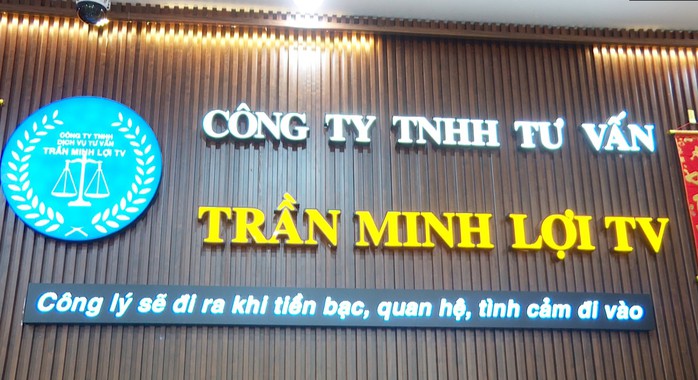 CÔNG TY TNHH
DỊCH VỤ TƯ VẤN
TRẦN MINH LỢI TV
CÔNG TY TNHH TƯ VẤN
TRẦN MINH LỢI TV
Công lý sẽ đi ra khi tiền bạc, quan hệ, tình cảm đi vào